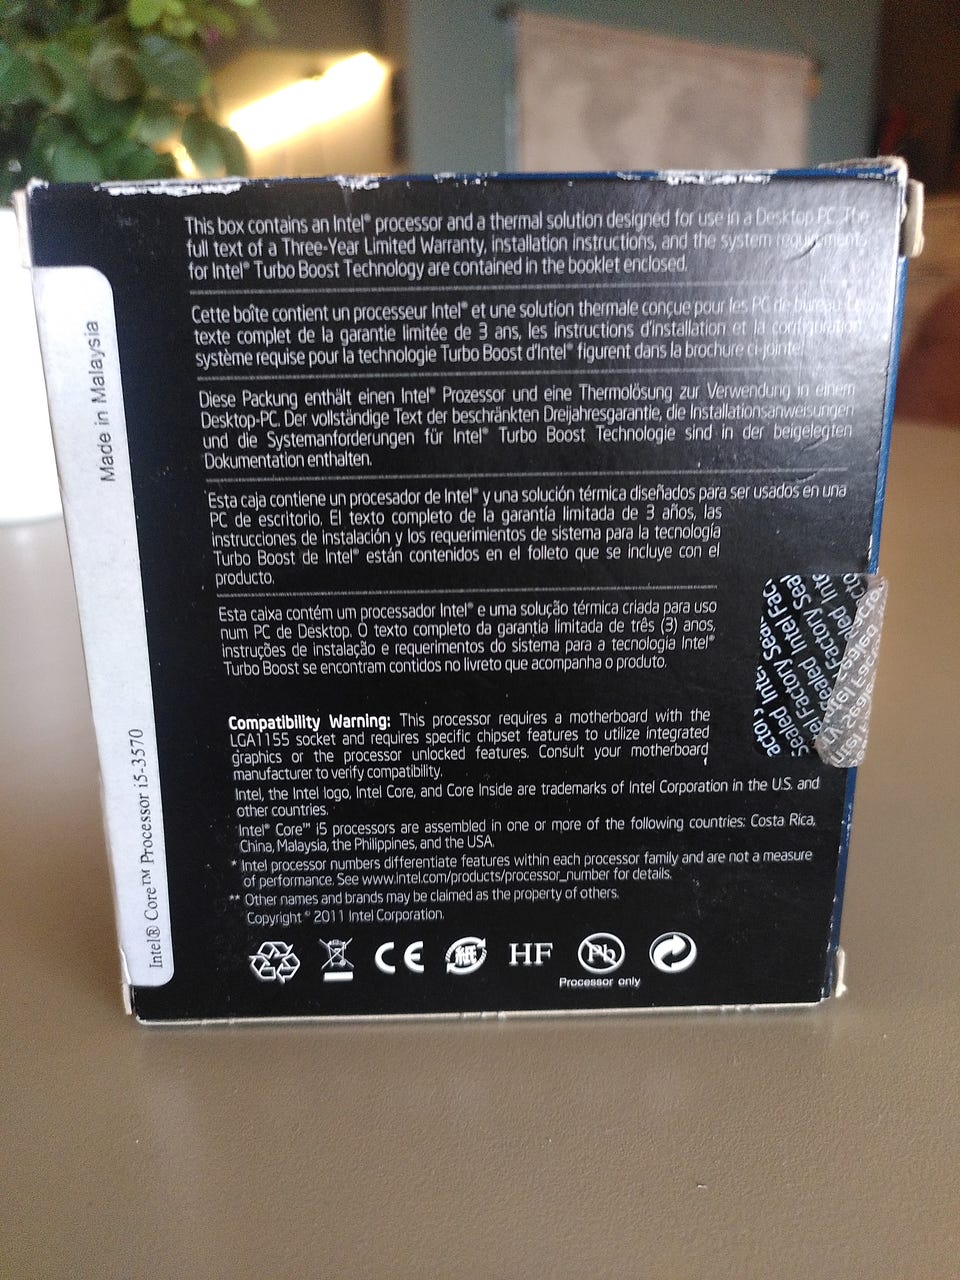 This box contains an Intel® processor and a thermal solution designed for use in a Desktop PC. The
full text of a Three-Year Limited Warranty, installation instructions, and the system requirements
for Intel® Turbo Boost Technology are contained in the booklet enclosed.
Cette boîte contient un processeur Intel® et une solution thermale conçue pour les PC de bureau. Le
texte complet de la garantie limitée de 3 ans, les instructions d'installation et la configuration
système requise pour la technologie Turbo Boost d'Intel® figurent dans la brochure ci-jointe.
Diese Packung enthält einen Intel® Prozessor und eine Thermolösung zur Verwendung in einem
Desktop-PC. Der vollständige Text der beschränkten Dreijahresgarantie, die Installationsanweisungen
und die Systemanforderungen für Intel® Turbo Boost Technologie sind in der beigelegten
Dokumentation enthalten.
Esta caja contiene un procesador de Intel® y una solución térmica diseñados para ser usados en una
PC de escritorio. El texto completo de la garantía limitada de 3 años, las
instrucciones de instalación y los requerimientos de sistema para la tecnología
Turbo Boost de Intel® están contenidos en el folleto que se incluye con el
producto.
Esta caixa contém um processador Intel® e uma solução térmica criada para uso
num PC de Desktop. O texto completo da garantia limitada de três (3) anos,
instruções de instalação e requerimentos do sistema para a tecnologia Intel®
Turbo Boost se encontram contidos no livreto que acompanha o produto.
Compatibility Warning: This processor requires a motherboard with the
LGA1155 socket and requires specific chipset features to utilize integrated
graphics or the processor unlocked features. Consult your motherboard
manufacturer to verify compatibility.
Intel, the Intel logo, Intel Core, and Core Inside are trademarks of Intel Corporation in the U.S. and
other countries.
Intel® Core™ i5 processors are assembled in one or more of the following countries: Costa Rica,
China, Malaysia, the Philippines, and the USA.
* Intel processor numbers differentiate features within each processor family and are not a measure
of performance. See www.intel.com/products/processor_number for details.
** Other names and brands may be claimed as the property of others.
Copyright © 2011 Intel Corporation.
CE 紙 HF Pb
Processor only
Made in Malaysia
Intel® Core™ Processor i5-3570
Sealed Intel Factory
Factory Sealed Intel